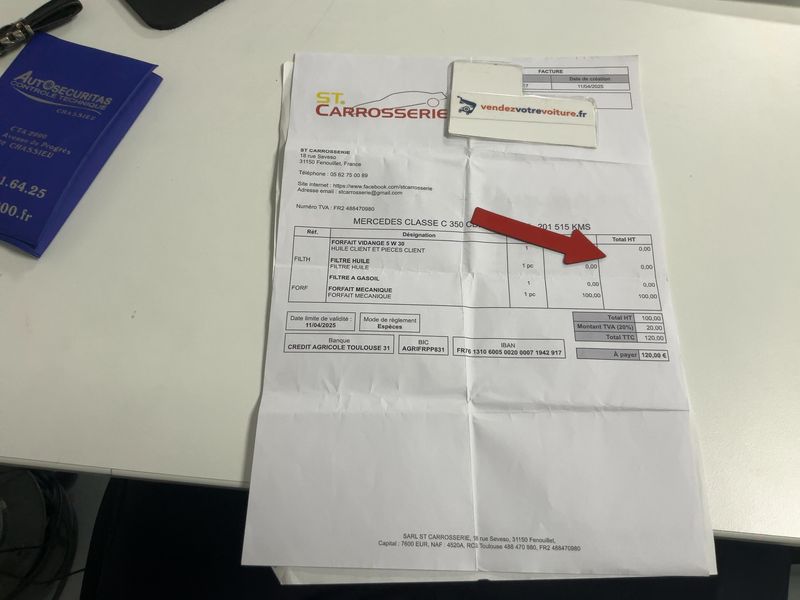 AUTOSECURITAS
CONTRÔLE TECHNIQUE
CHASSIEU
CTA 2000
Avenue du Progrès
CHASSIEU
1.64.25
00.fr
ST.
CARROSSERIE
FACTURE
Date de création
11/04/2025
vendezvotrevoiture.fr
ST CARROSSERIE
18 rue Seveso
31150 Fenouillet, France
Téléphone : 05 62 75 00 89
Site internet : https://www.facebook.com/stcarrosserie
Adresse email : stcarrosserie@gmail.com
Numéro TVA : FR2 488470980
MERCEDES CLASSE C 350 CD 201 515 KMS
Réf. Désignation Total HT
FORFAIT VIDANGE 5 W 30 1 0,00
HUILE CLIENT ET PIECES CLIENT
FILTH FILTRE HUILE
FILTRE HUILE 1 pc 0,00 0,00
FILTRE A GASOIL 1 0,00 0,00
FORF FORFAIT MECANIQUE
FORFAIT MECANIQUE 1 pc 100,00 100,00
Date limite de validité : 11/04/2025
Mode de règlement Espèces
Total HT 100,00
Montant TVA (20%) 20,00
Total TTC 120,00
Banque CREDIT AGRICOLE TOULOUSE 31
BIC AGRIFRPP831
IBAN FR76 1310 6005 0020 0007 1942 917
À payer 120,00 €
SARL ST CARROSSERIE, 18 rue Seveso, 31150 Fenouillet,
Capital : 7600 EUR, NAF : 4520A, RCS Toulouse 488 470 980, FR2 488470980